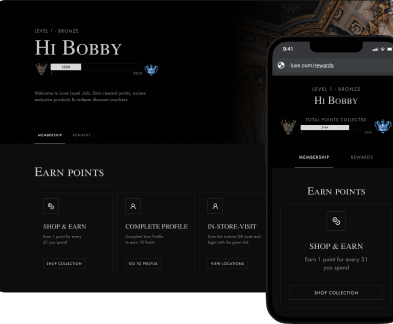 LEVEL 1 - BRONZE
HI BOBBY
Welcome to Luxe Loyal club. Earn reward points, access
exclusive products & redeem discount vouchers.
MEMBERSHIP REWARDS
EARN POINTS
SHOP & EARN
Earn 1 point for every
$1 you spend
SHOP COLLECTION
COMPLETE PROFILE
Complete Your Profile
to earn 10 Points.
GO TO PROFILE
IN-STORE-VISIT
Scan the in-store QR code and
login with the given link.
VIEW LOCATIONS
9:41
luxe.com/rewards
LEVEL 1 - BRONZE
HI BOBBY
TOTAL POINTS COLLECTED
MEMBERSHIP REWARDS
EARN POINTS
SHOP & EARN
Earn 1 point for every $1
you spend
SHOP COLLECTION